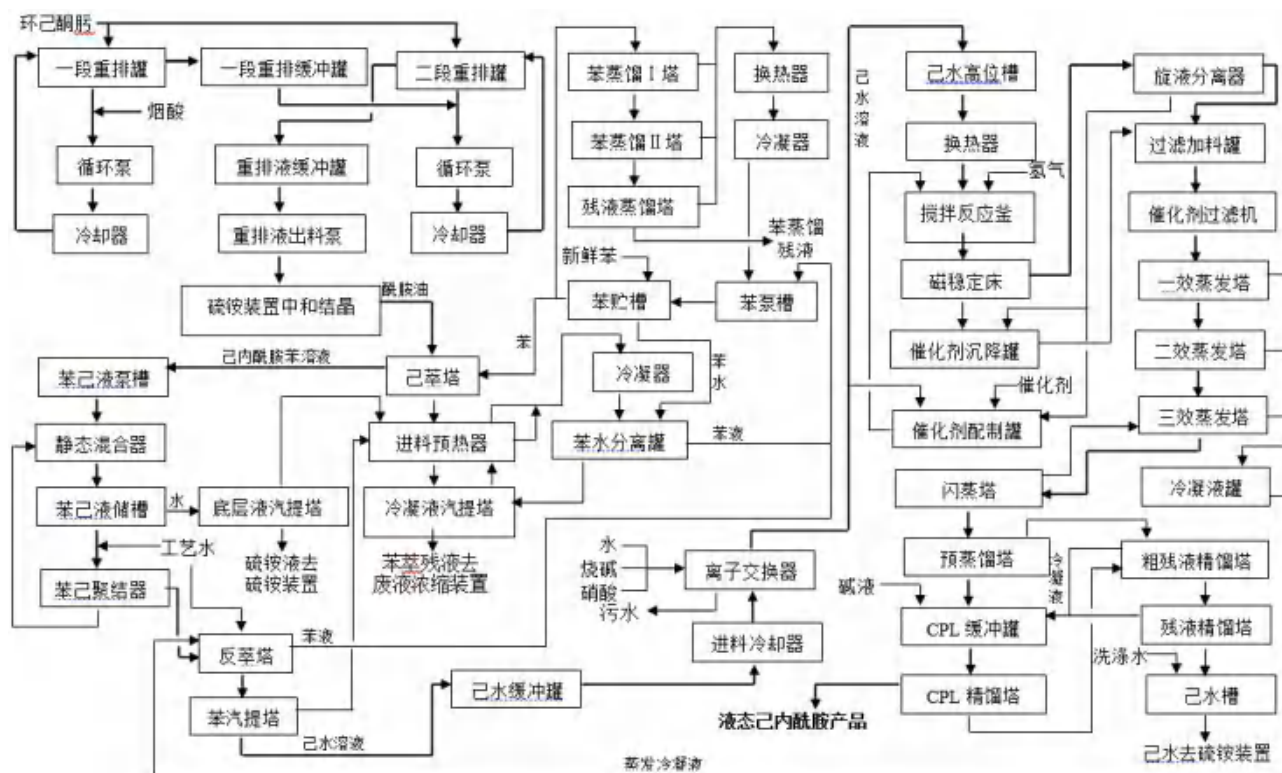 环己酮肟
一段重排罐
一段重排缓冲罐
二段重排罐
烟酸
循环泵
重排液缓冲罐
循环泵
冷却器
重排液出料泵
冷却器
硫铵装置中和结晶
酰胺油
己内酰胺苯溶液
苯己液泵槽
己萃塔
静态混合器
进料预热器
苯己液储槽
水
底层液汽提塔
冷凝液汽提塔
工艺水
硫铵液去
硫铵装置
苯萃残液去
废液浓缩装置
苯己聚结器
反萃塔
苯液
苯汽提塔
己水溶液
己水缓冲罐
蒸发冷凝液
苯蒸馏Ⅰ塔
换热器
苯蒸馏Ⅱ塔
冷凝器
残液蒸馏塔
苯蒸馏
残液
新鲜苯
苯贮槽
苯泵槽
苯
冷凝器
苯
水
苯水分离罐
苯液
水
烧碱
硝酸
污水
离子交换器
进料冷却器
己
水
溶
液
己水高位槽
旋液分离器
换热器
过滤加料罐
氢气
搅拌反应釜
催化剂过滤机
磁稳定床
一效蒸发塔
催化剂沉降罐
二效蒸发塔
催化剂
催化剂配制罐
三效蒸发塔
闪蒸塔
冷凝液罐
预蒸馏塔
冷
凝
液
粗残液精馏塔
碱液
CPL 缓冲罐
残液精馏塔
洗涤水
CPL 精馏塔
己水槽
液态己内酰胺产品
己水去硫铵装置